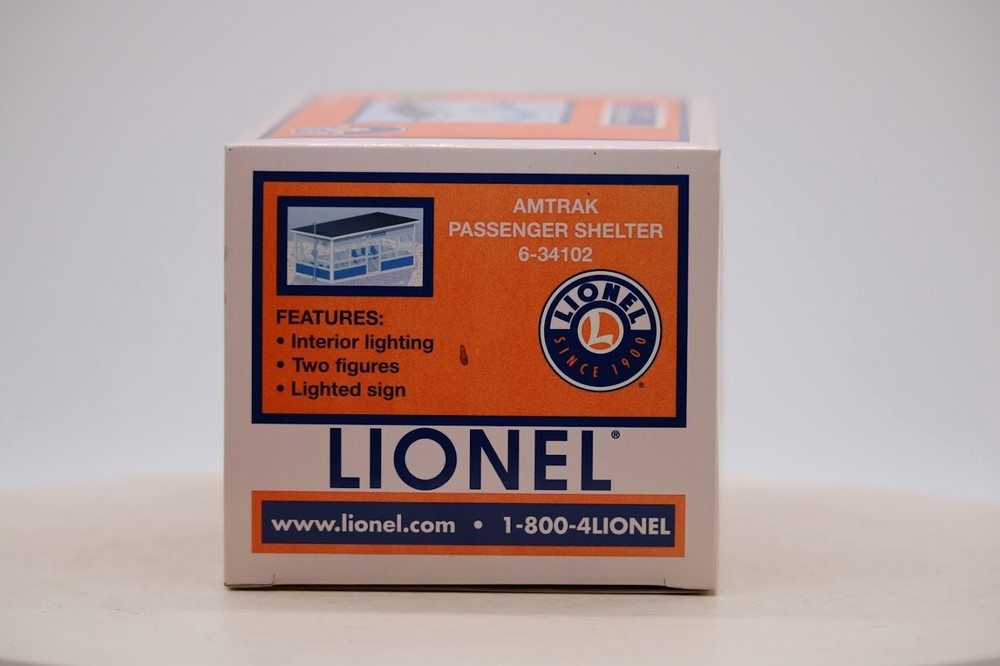 AMTRAK
PASSENGER SHELTER
6-34102
LIONEL
L
SINCE 1900
®
FEATURES:
• Interior lighting
• Two figures
• Lighted sign
LIONEL®
www.lionel.com • 1-800-4LIONEL